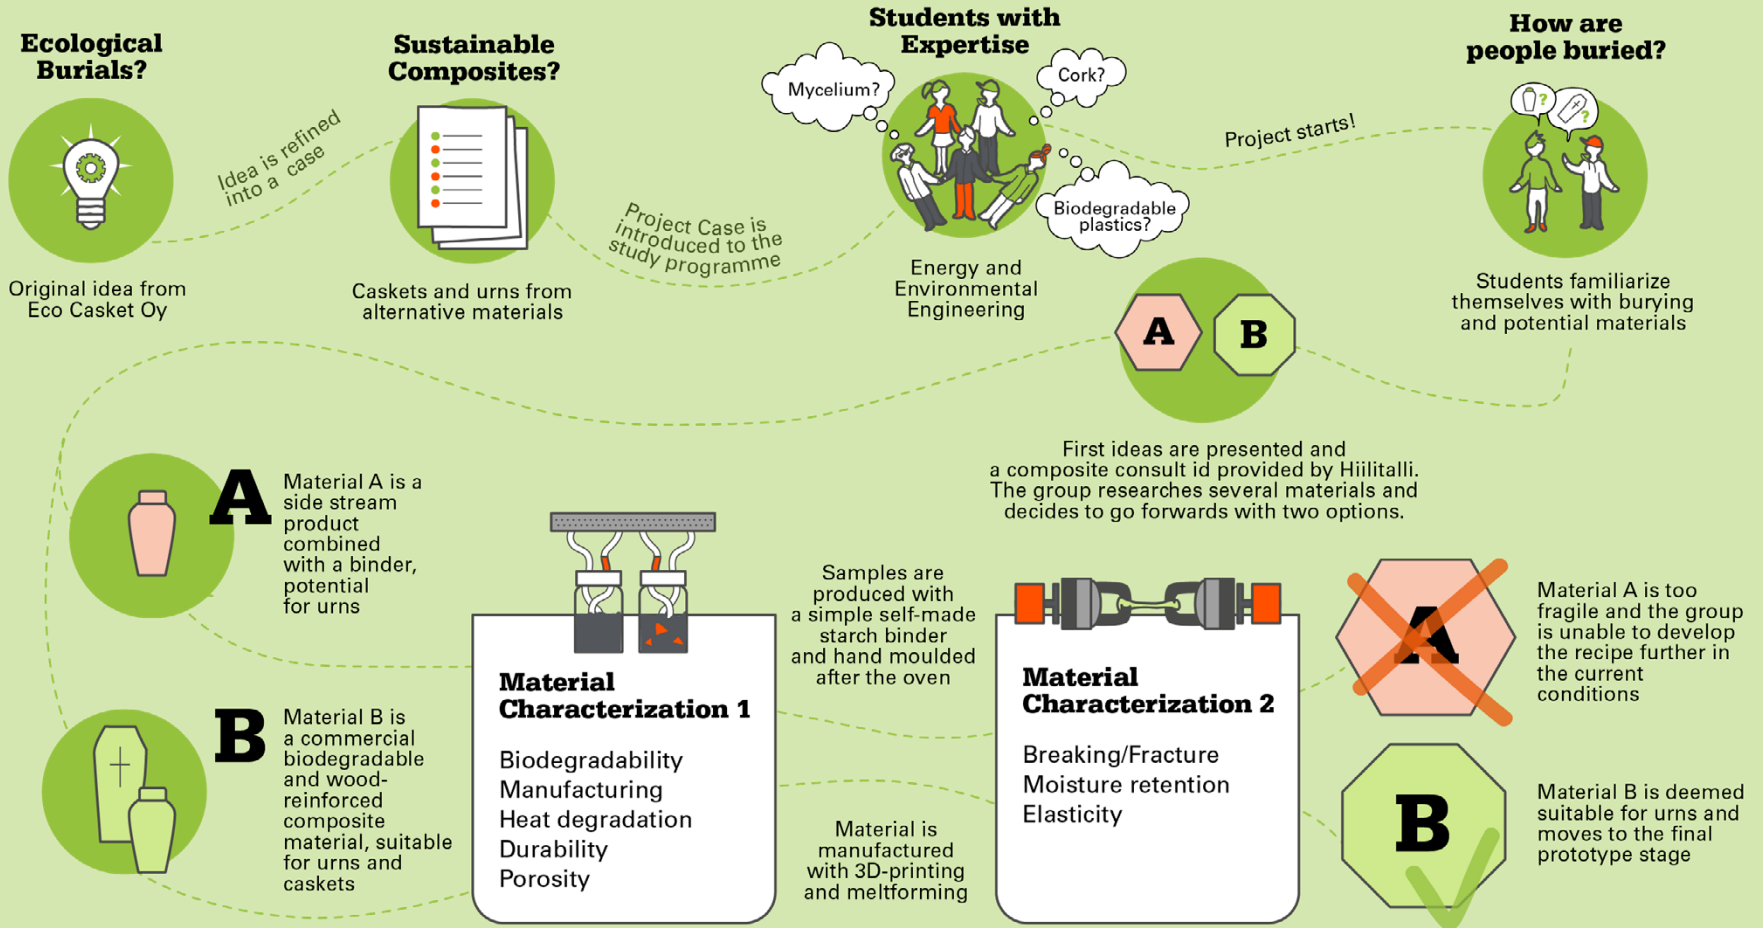 Ecological
Burials?
Original idea from
Eco Casket Oy
Idea is refined
into a case
Sustainable
Composites?
Caskets and urns from
alternative materials
Project Case is
introduced to the
study programme
Students with
Expertise
Mycelium?
Cork?
Biodegradable
plastics?
Energy and
Environmental
Engineering
Project starts!
How are
people buried?
?
?
Students familiarize
themselves with burying
and potential materials
A
B
First ideas are presented and
a composite consult id provided by Hiilitalli.
The group researches several materials and
decides to go forwards with two options.
A
Material A is a
side stream
product
combined
with a binder,
potential
for urns
B
Material B is
a commercial
biodegradable
and wood-
reinforced
composite
material, suitable
for urns and
caskets
Material
Characterization 1
Biodegradability
Manufacturing
Heat degradation
Durability
Porosity
Samples are
produced with
a simple self-made
starch binder
and hand moulded
after the oven
Material is
manufactured
with 3D-printing
and meltforming
Material
Characterization 2
Breaking/Fracture
Moisture retention
Elasticity
A
Material A is too
fragile and the group
is unable to develop
the recipe further in
the current
conditions
B
Material B is deemed
suitable for urns and
moves to the final
prototype stage